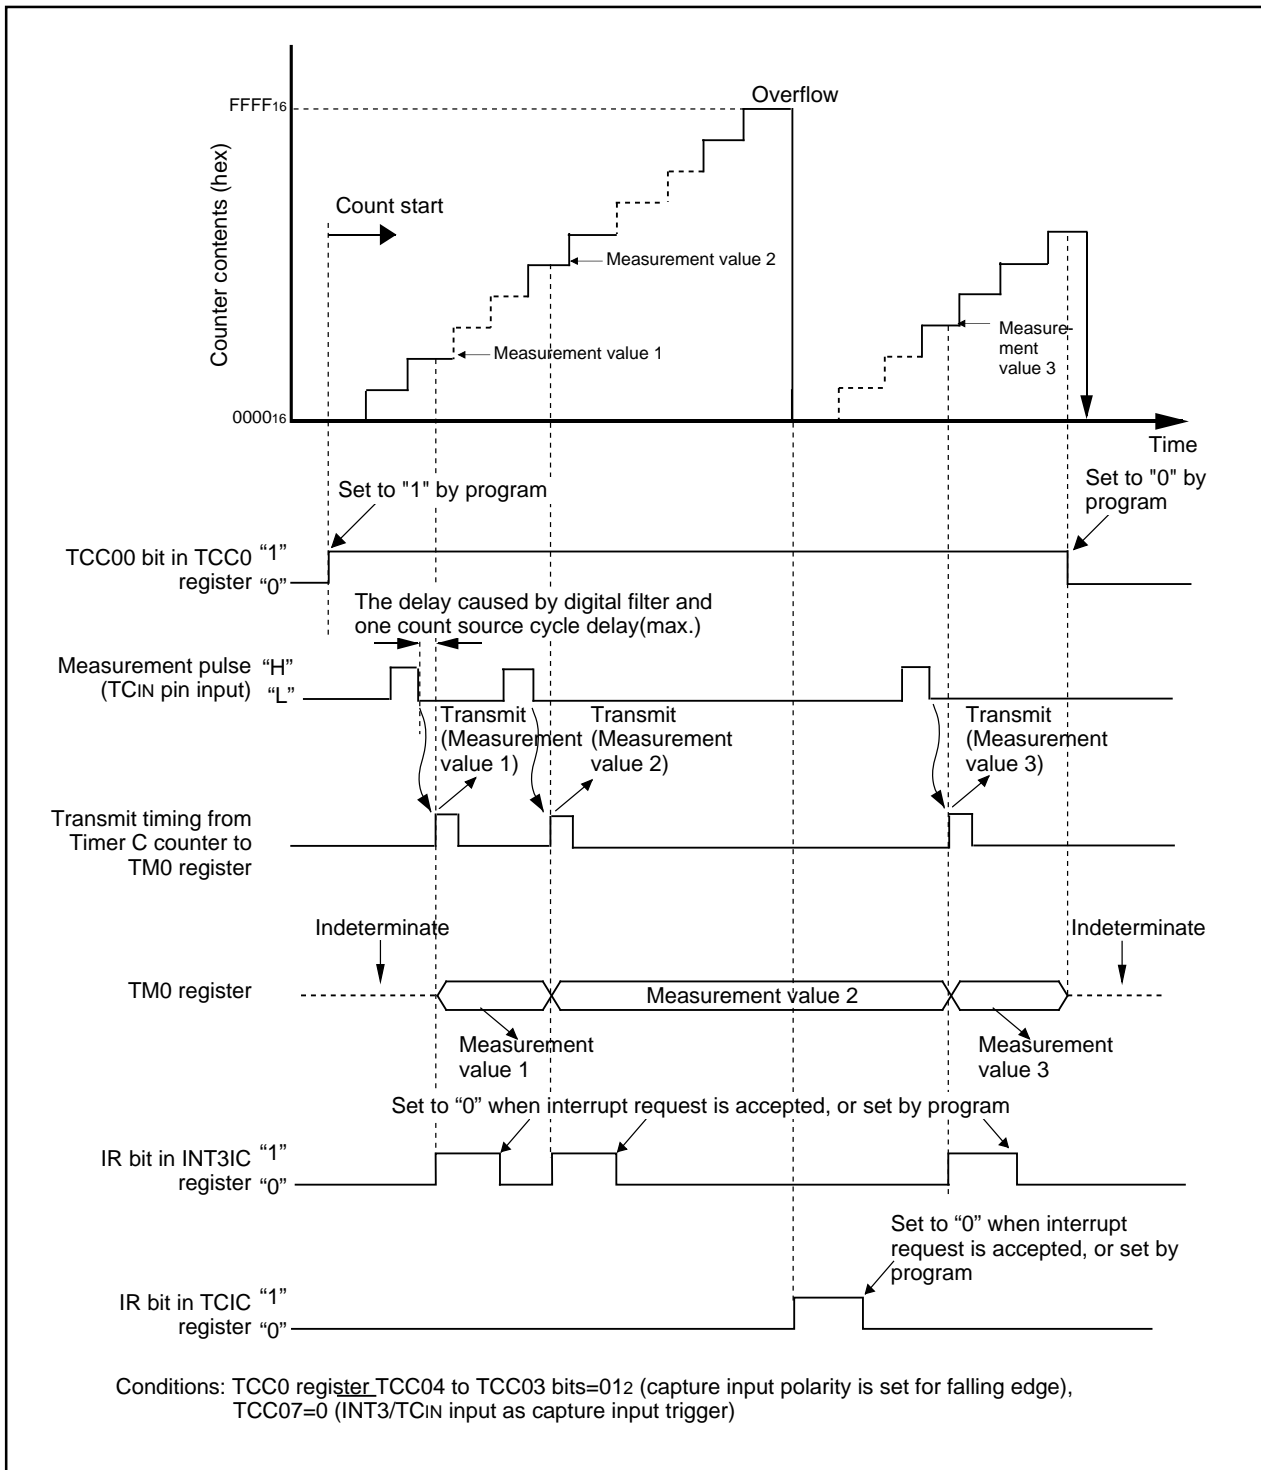 Overflow
FFFF16
Counter contents (hex)
Count start
Measurement value 2
Measurement value 1
Measure-
ment
value 3
000016
Time
Set to "1" by program
Set to "0" by
program
TCC00 bit in TCC0
register
“1”
“0”
The delay caused by digital filter and
one count source cycle delay(max.)
Measurement pulse
(TCIN pin input)
“H”
“L”
Transmit
(Measurement
value 1)
Transmit
(Measurement
value 2)
Transmit
(Measurement
value 3)
Transmit timing from
Timer C counter to
TM0 register
Indeterminate
Indeterminate
TM0 register
Measurement value 2
Measurement
value 1
Measurement
value 3
Set to “0” when interrupt request is accepted, or set by program
IR bit in INT3IC
register
“1”
“0”
Set to “0” when interrupt
request is accepted, or set by
program
IR bit in TCIC
register
“1”
“0”
Conditions: TCC0 register TCC04 to TCC03 bits=012 (capture input polarity is set for falling edge),
TCC07=0 (INT3/TCIN input as capture input trigger)